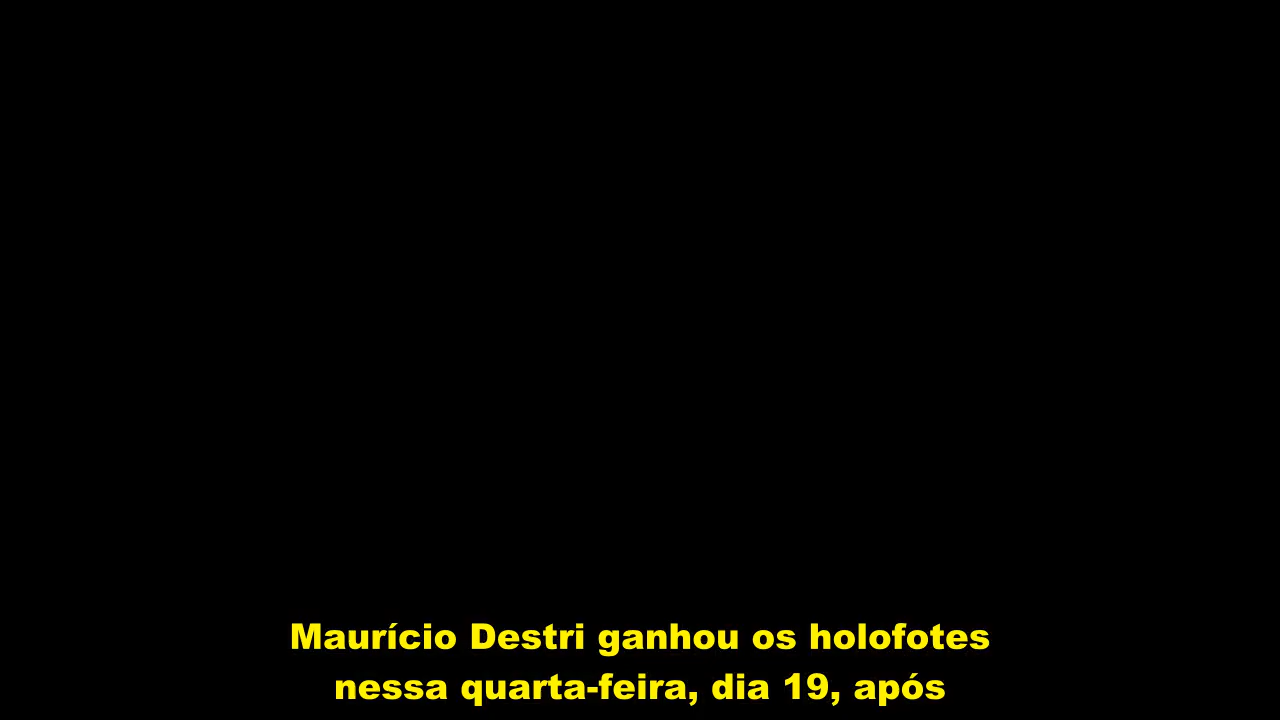 Maurício Destri ganhou os holofotes
nessa quarta-feira, dia 19, após